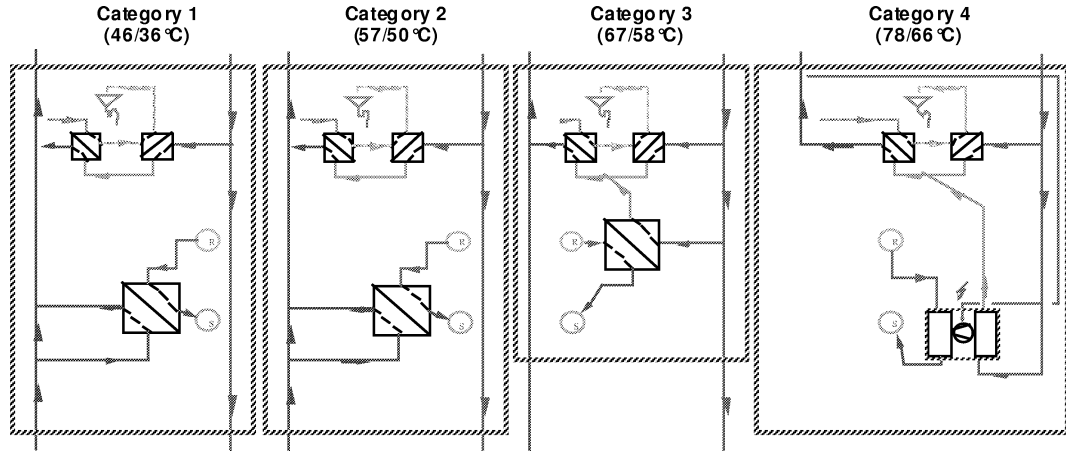 Category 1
(46/36°C)
Category 2
(57/50°C)
Category 3
(67/58°C)
Category 4
(78/66°C)
R
S
R
S
R
S
R
S